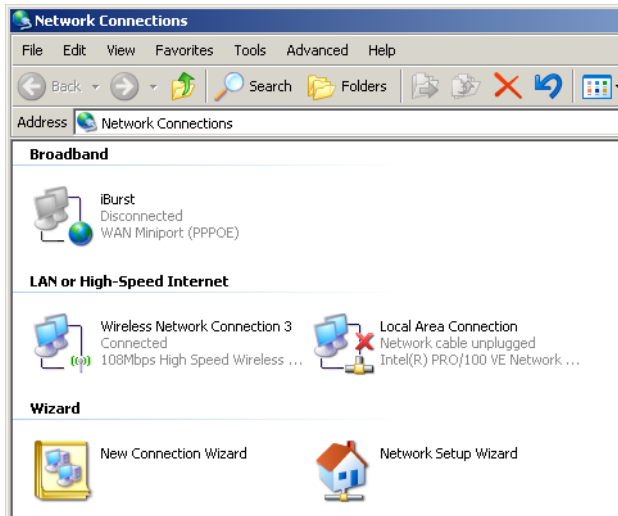 Network Connections
File Edit View Favorites Tools Advanced Help
Back Search Folders
Address Network Connections
Broadband
iBurst
Disconnected
WAN Miniport (PPPOE)
LAN or High-Speed Internet
Wireless Network Connection 3
Connected
108Mbps High Speed Wireless ...
Local Area Connection
Network cable unplugged
Intel(R) PRO/100 VE Network ...
Wizard
New Connection Wizard
Network Setup Wizard